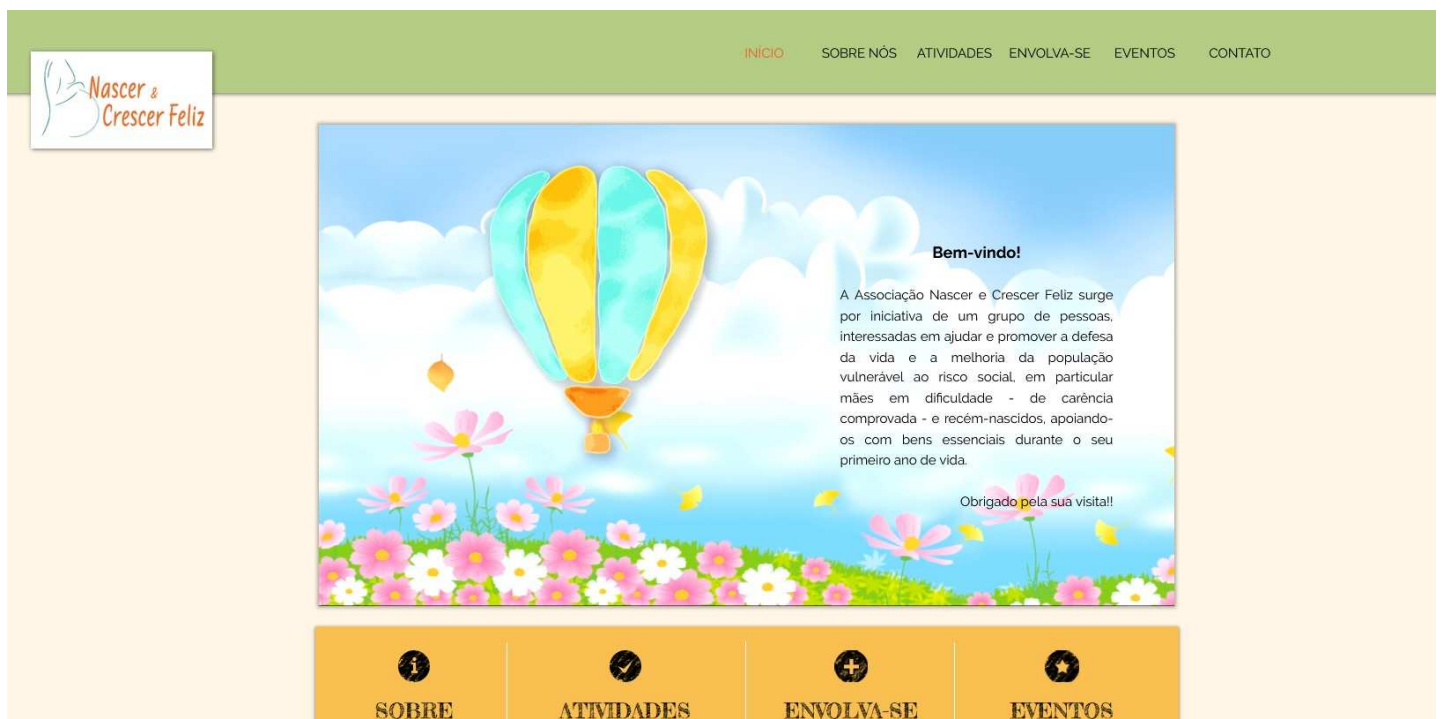 INÍCIO SOBRE NÓS ATIVIDADES ENVOLVA-SE EVENTOS CONTATO
Nascer &
Crescer Feliz
Bem-vindo!
A Associação Nascer e Crescer Feliz surge
por iniciativa de um grupo de pessoas,
interessadas em ajudar e promover a defesa
da vida e a melhoria da população
vulnerável ao risco social, em particular
mães em dificuldade - de carência
comprovada - e recém-nascidos, apoiando-
os com bens essenciais durante o seu
primeiro ano de vida.
Obrigado pela sua visita!!
SOBRE ATIVIDADES ENVOLVA-SE EVENTOS